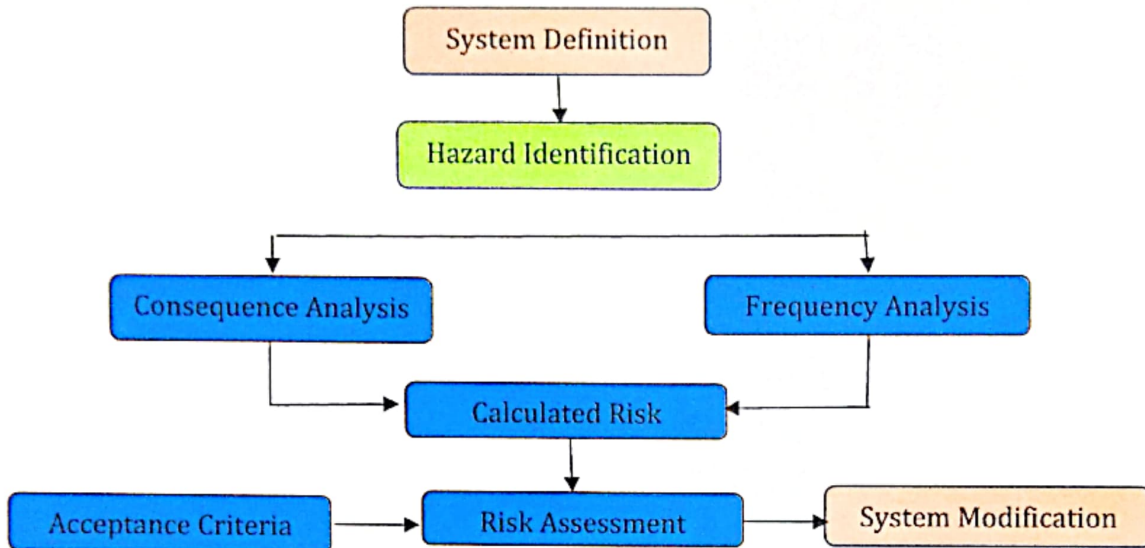 System Definition
Hazard Identification
Consequence Analysis
Frequency Analysis
Calculated Risk
Acceptance Criteria
Risk Assessment
System Modification